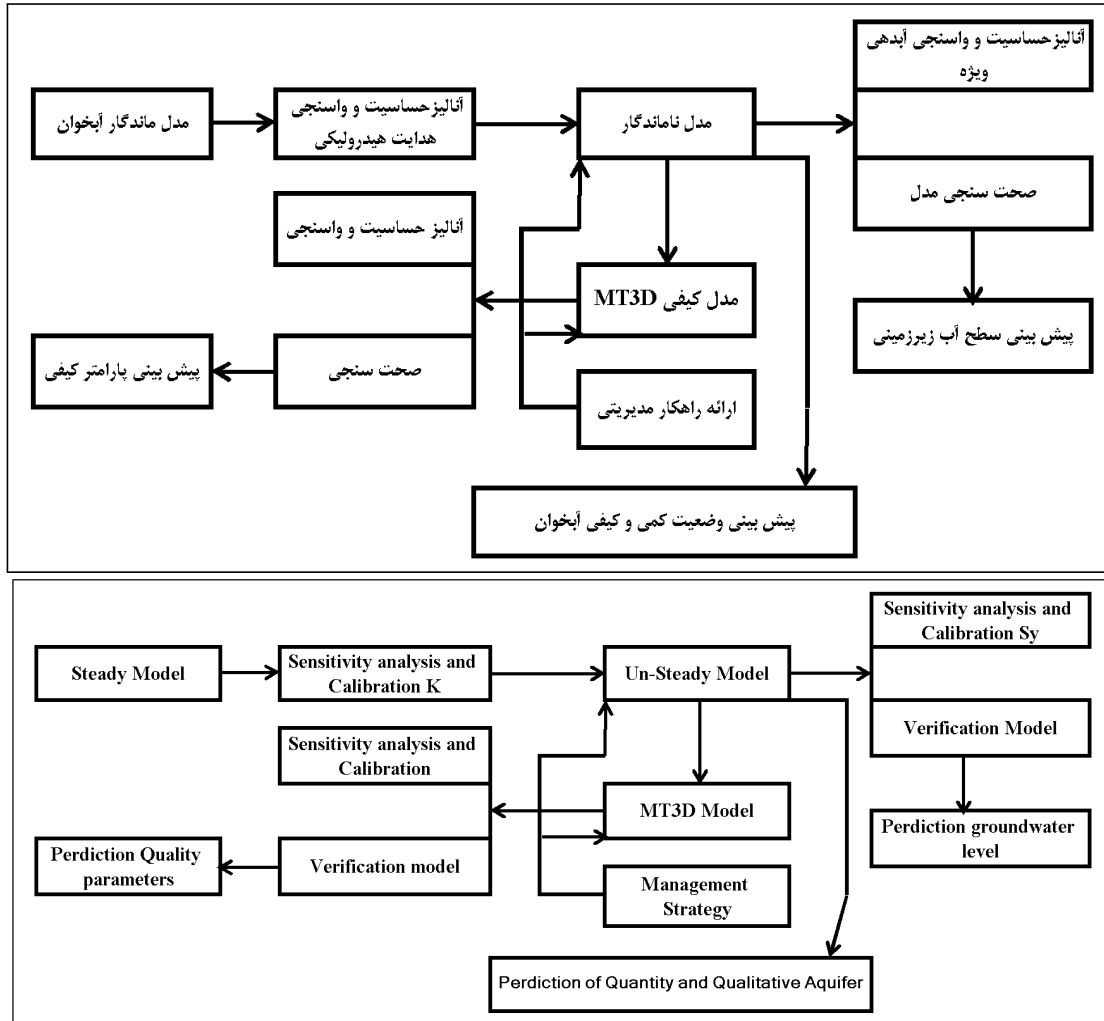 آنالیزحساسیت و واسنجی آبدهی
ویژه
مدل ماندگار آبخوان
آنالیزحساسیت و واسنجی
هدایت هیدرولیکی
مدل ناماندگار
صحت سنجی مدل
آنالیز حساسیت و واسنجی
مدل کیفی MT3D
پیش بینی سطح آب زیرزمینی
صحت سنجی
پیش بینی پارامتر کیفی
ارائه راهکار مدیریتی
پیش بینی وضعیت کمی و کیفی آبخوان
Sensitivity analysis and
Calibration Sy
Steady Model
Sensitivity analysis and
Calibration K
Un-Steady Model
Verification Model
Sensitivity analysis and
Calibration
MT3D Model
Perdiction groundwater
level
Perdiction Quality
parameters
Verification model
Management
Strategy
Perdiction of Quantity and Qualitative Aquifer